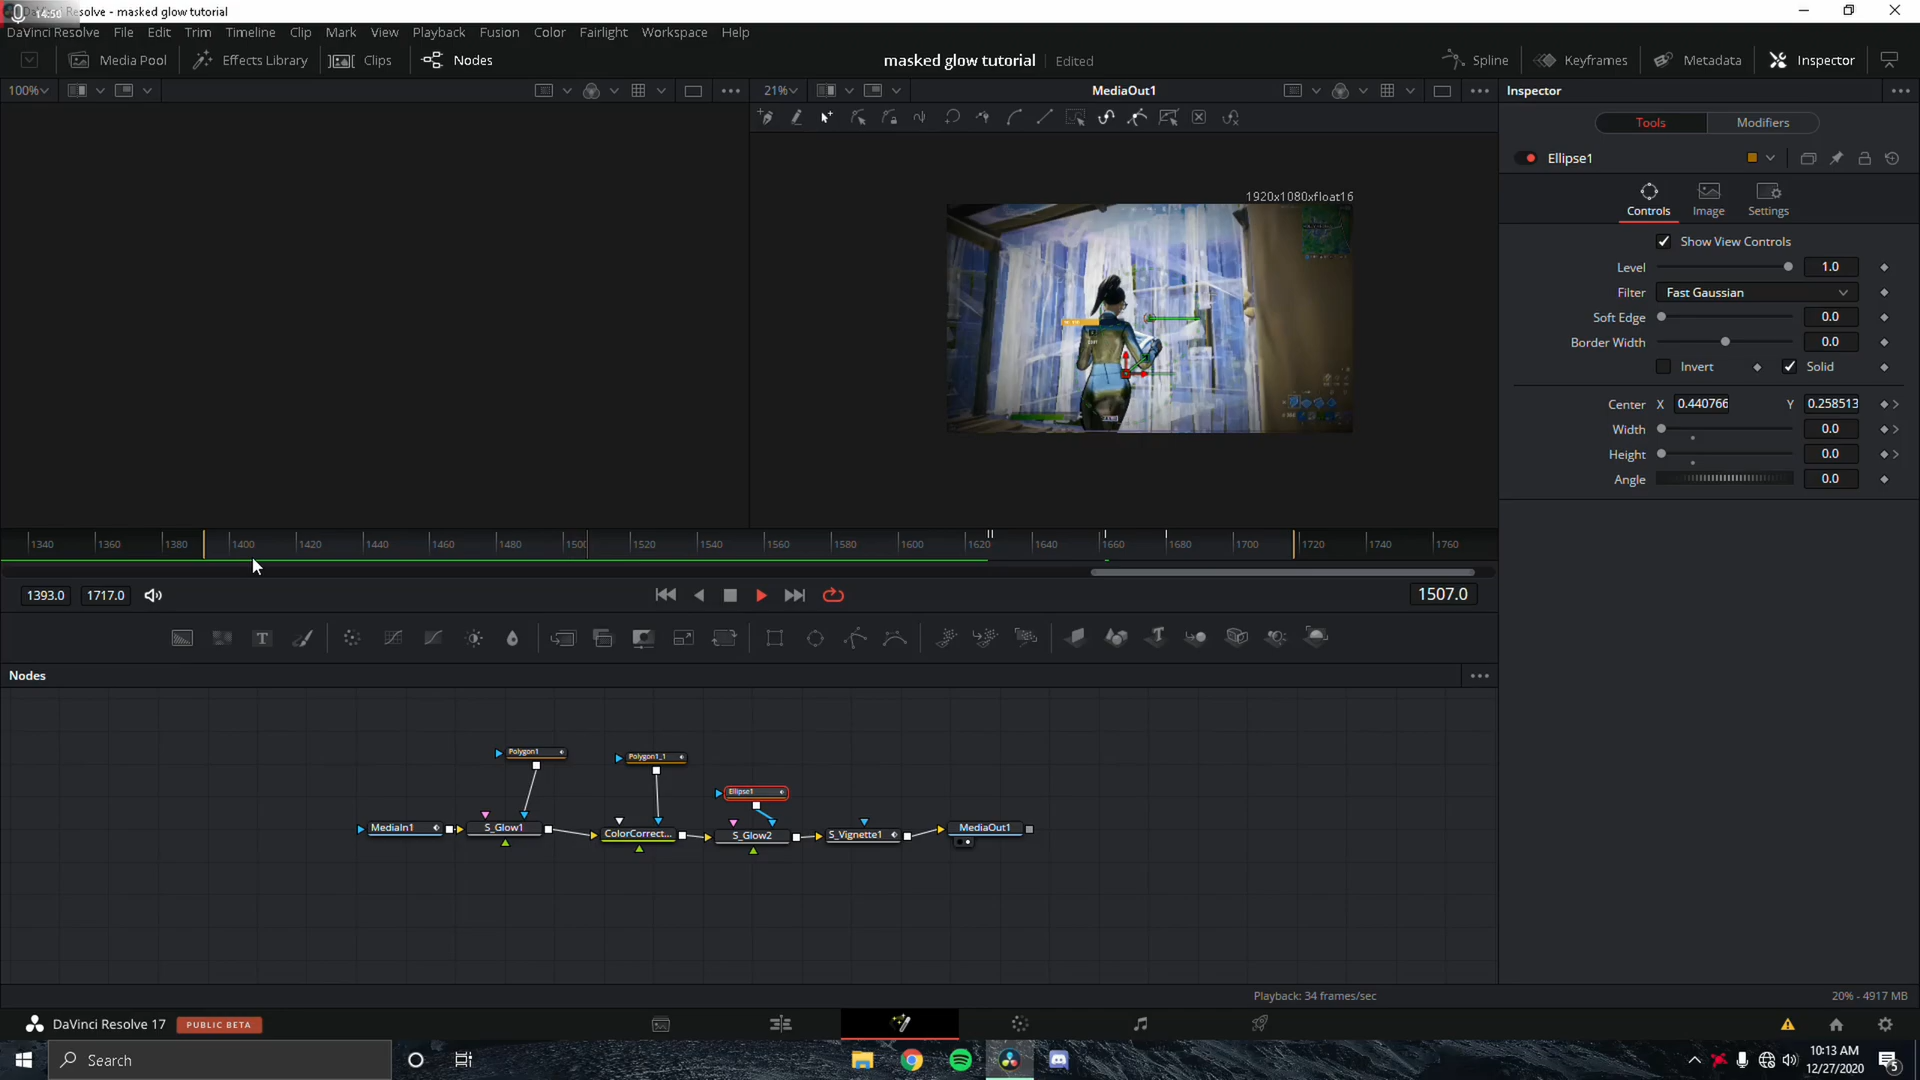 14:50
DaVinci Resolve - masked glow tutorial
DaVinci Resolve File Edit Trim Timeline Clip Mark View Playback Fusion Color Fairlight Workspace Help
Media Pool Effects Library Clips Nodes masked glow tutorial Edited Spline Keyframes Metadata Inspector
100% 21% MediaOut1 Inspector
Tools Modifiers
Ellipse1
1920x1080xfloat16
Controls Image Settings
Show View Controls
Level 1.0
Filter Fast Gaussian
Soft Edge 0.0
Border Width 0.0
Invert Solid
Center X 0.440766 Y 0.258513
Width 0.0
Height 0.0
Angle 0.0
1340 1360 1380 1400 1420 1440 1460 1480 1500 1520 1540 1560 1580 1600 1620 1640 1660 1680 1700 1720 1740 1760
1393.0 1717.0 1507.0
Nodes
Polygon1 Polygon1_1
Ellipse1
MediaIn1 S_Glow1 ColorCorrect... S_Glow2 S_Vignette1 MediaOut1
Playback: 34 frames/sec 20% - 4917 MB
DaVinci Resolve 17 PUBLIC BETA
Search
10:13 AM
12/27/2020
5